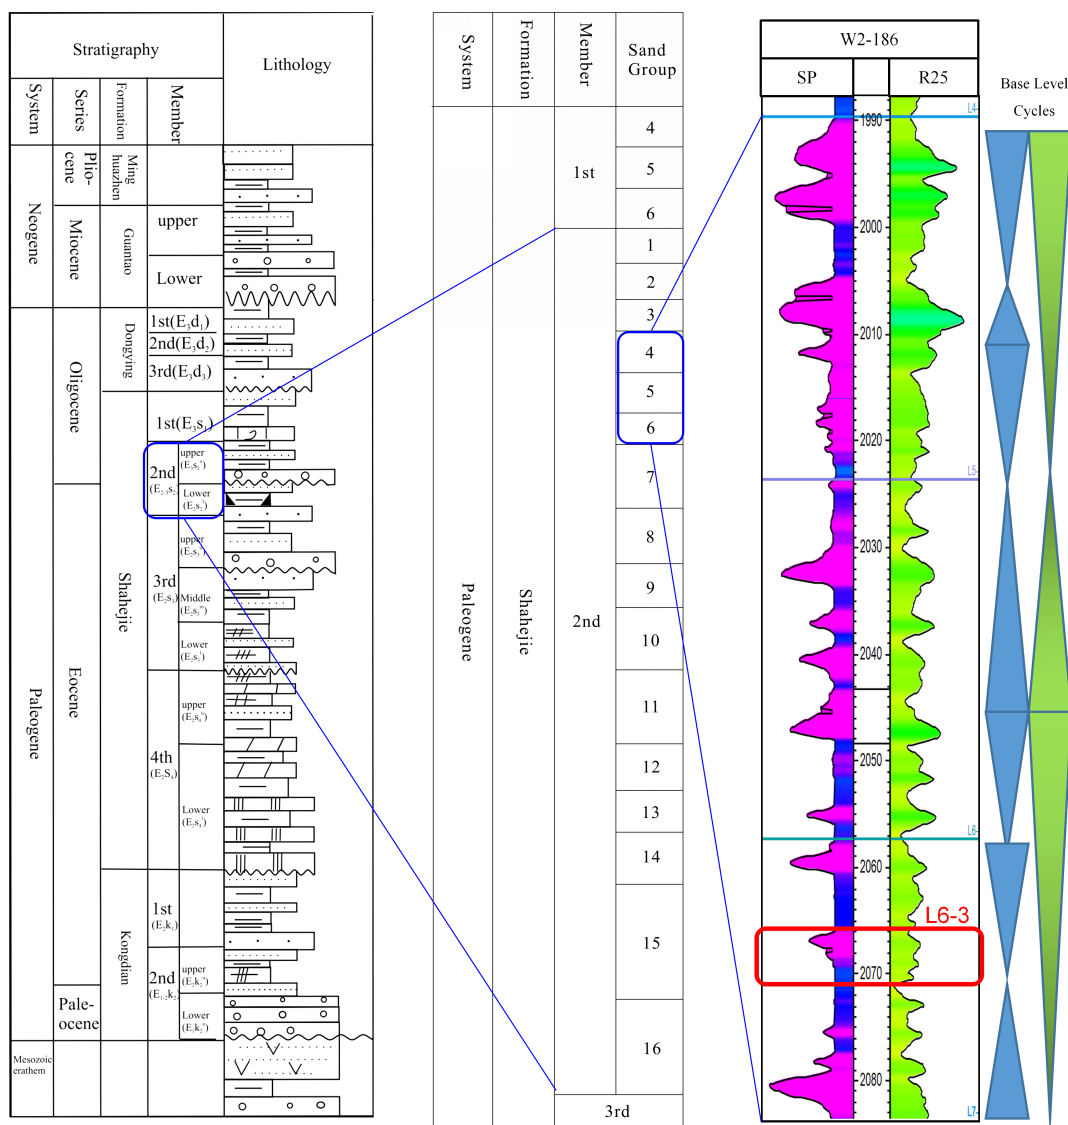 Stratigraphy
Lithology
System
Series
Formation
Member
Neogene
Plio-
cene
Ming
huazhen
Miocene
Guantao
upper
Lower
Paleogene
Oligocene
Dongying
1st(E₃d₁)
2nd(E₃d₂)
3rd(E₃d₃)
Eocene
Shahejie
1st(E₃s₁)
2nd
(E₂₋₃s₂)
upper
Lower
3rd
(E₂s₃)
upper
Middle
Lower
4th
(E₂S₄)
upper
Lower
Pale-
ocene
Kongdian
1st
(E₂k₁)
2nd
(E₁₋₂k₂)
upper
Lower
Mesozoic
erathem
System
Formation
Member
Sand
Group
Paleogene
Shahejie
1st
4
5
6
2nd
1
2
3
4
5
6
7
8
9
10
11
12
13
14
15
16
3rd
W2-186
SP
R25
Base Level
Cycles
L4-
1990
2000
2010
2020
L5-
2030
2040
2050
L6-
2060
L6-3
2070
2080
L7-